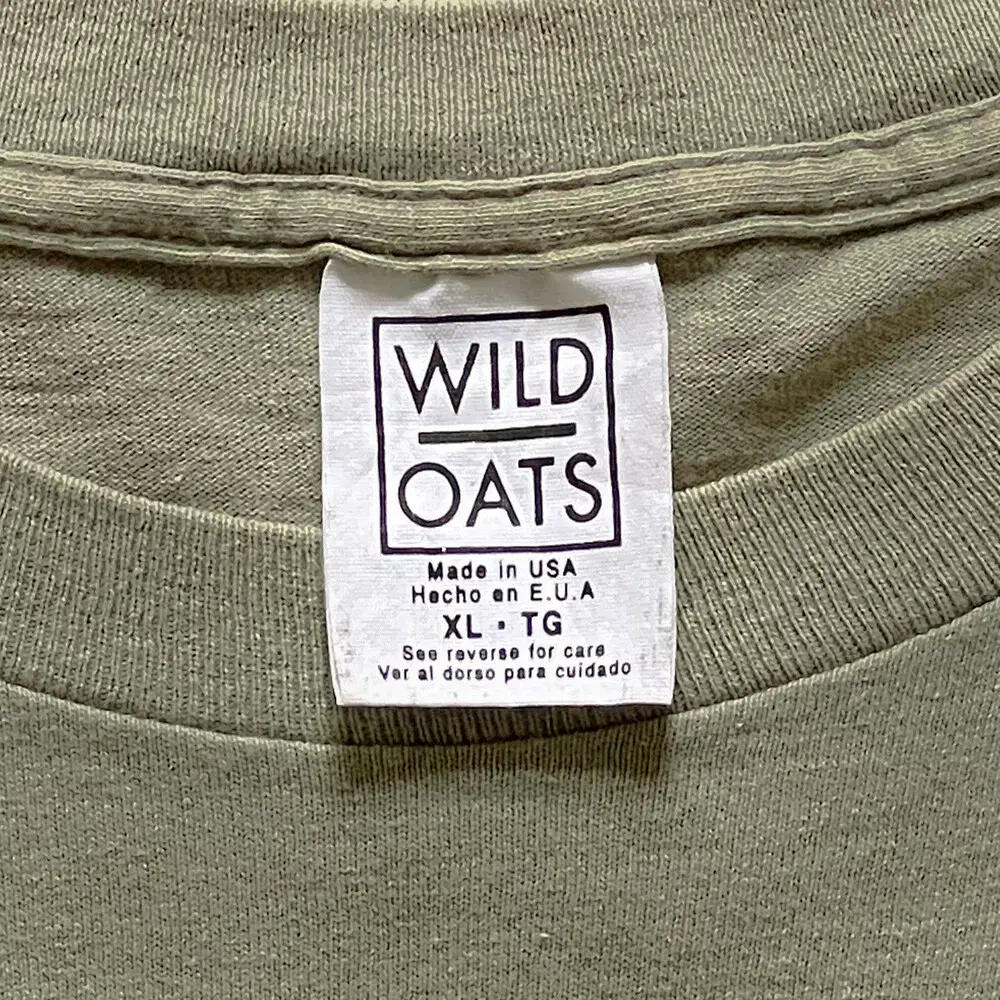 WILD
OATS
Made in USA
Hecho en E.U.A
XL · TG
See reverse for care
Ver al dorso para cuidado